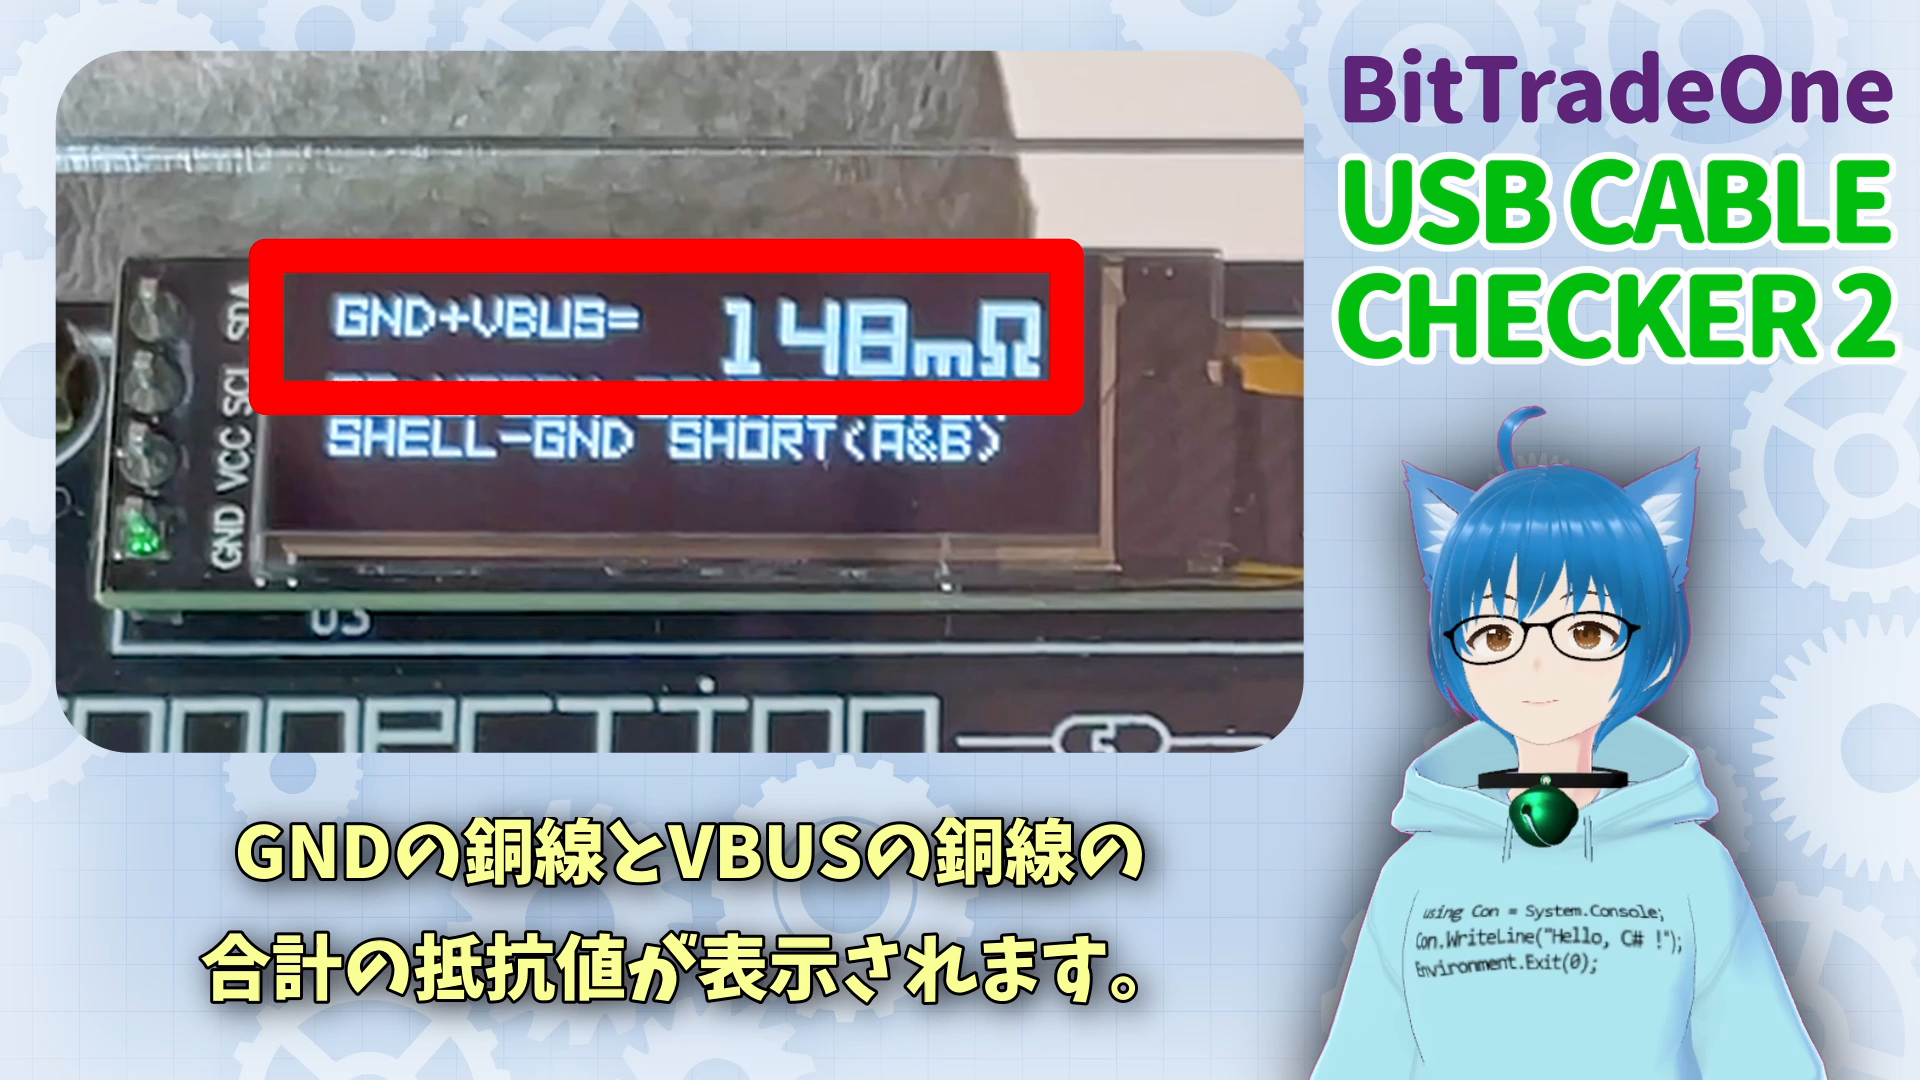 BitTradeOne
USB CABLE
CHECKER 2
GND+VBUS= 148mΩ
SHELL-GND SHORT(A&B)
GND VCC SCL SDA
GNDの銅線とVBUSの銅線の
合計の抵抗値が表示されます。
using Con = System.Console;
Con.WriteLine("Hello, C# !");
Environment.Exit(0);